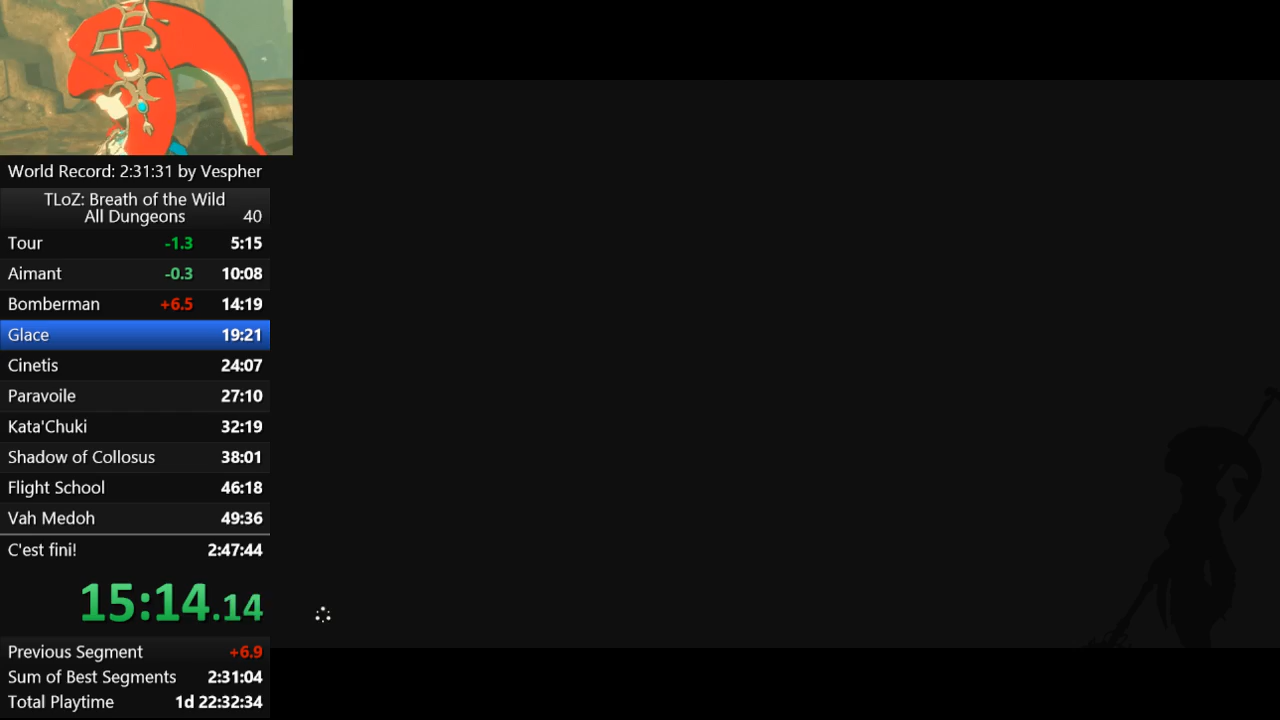 World Record: 2:31:31 by Vespher
TLoZ: Breath of the Wild
All Dungeons 40
Tour -1.3 5:15
Aimant -0.3 10:08
Bomberman +6.5 14:19
Glace 19:21
Cinetis 24:07
Paravoile 27:10
Kata'Chuki 32:19
Shadow of Collosus 38:01
Flight School 46:18
Vah Medoh 49:36
C'est fini! 2:47:44
15:14.14
Previous Segment +6.9
Sum of Best Segments 2:31:04
Total Playtime 1d 22:32:34